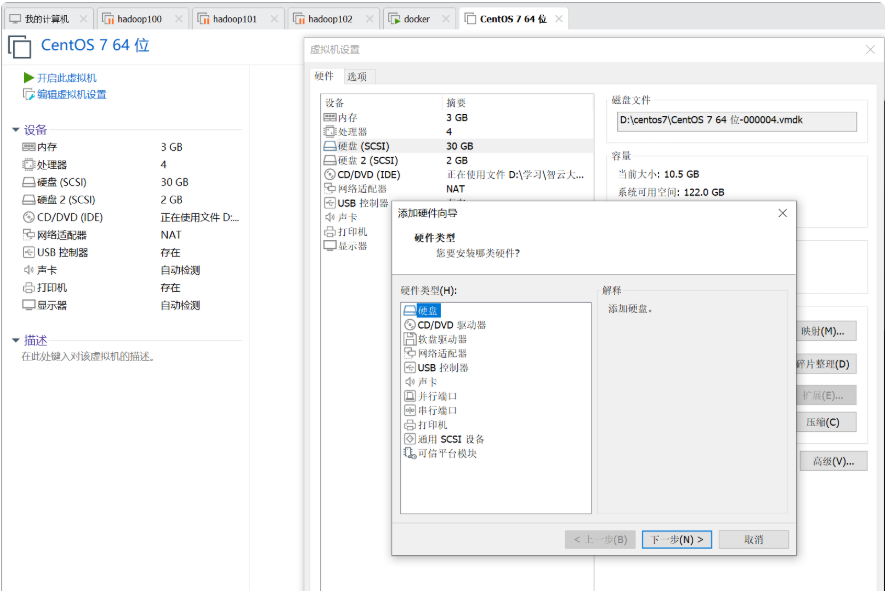 我的计算机 hadoop100 hadoop101 hadoop102 docker CentOS 7 64 位
CentOS 7 64 位
开启此虚拟机
编辑虚拟机设置
设备
内存 3 GB
处理器 4
硬盘 (SCSI) 30 GB
硬盘 2 (SCSI) 2 GB
CD/DVD (IDE) 正在使用文件 D:...
网络适配器 NAT
USB 控制器 存在
声卡 自动检测
打印机 存在
显示器 自动检测
描述
在此处键入对该虚拟机的描述。
虚拟机设置
硬件 选项
设备 摘要
内存 3 GB
处理器 4
硬盘 (SCSI) 30 GB
硬盘 2 (SCSI) 2 GB
CD/DVD (IDE) 正在使用文件 D:\学习\智云大...
网络适配器 NAT
USB 控制器
声卡
打印机
显示器
磁盘文件
D:\centos7\CentOS 7 64 位-000004.vmdk
容量
当前大小: 10.5 GB
系统可用空间: 122.0 GB
映射(M)...
碎片整理(D)
扩展(E)...
压缩(C)
高级(V)...
添加硬件向导
硬件类型
您要安装哪类硬件?
硬件类型(H):
硬盘
CD/DVD 驱动器
软盘驱动器
网络适配器
USB 控制器
声卡
并行端口
串行端口
打印机
通用 SCSI 设备
可信平台模块
解释
添加硬盘。
< 上一步(B) 下一步(N) > 取消